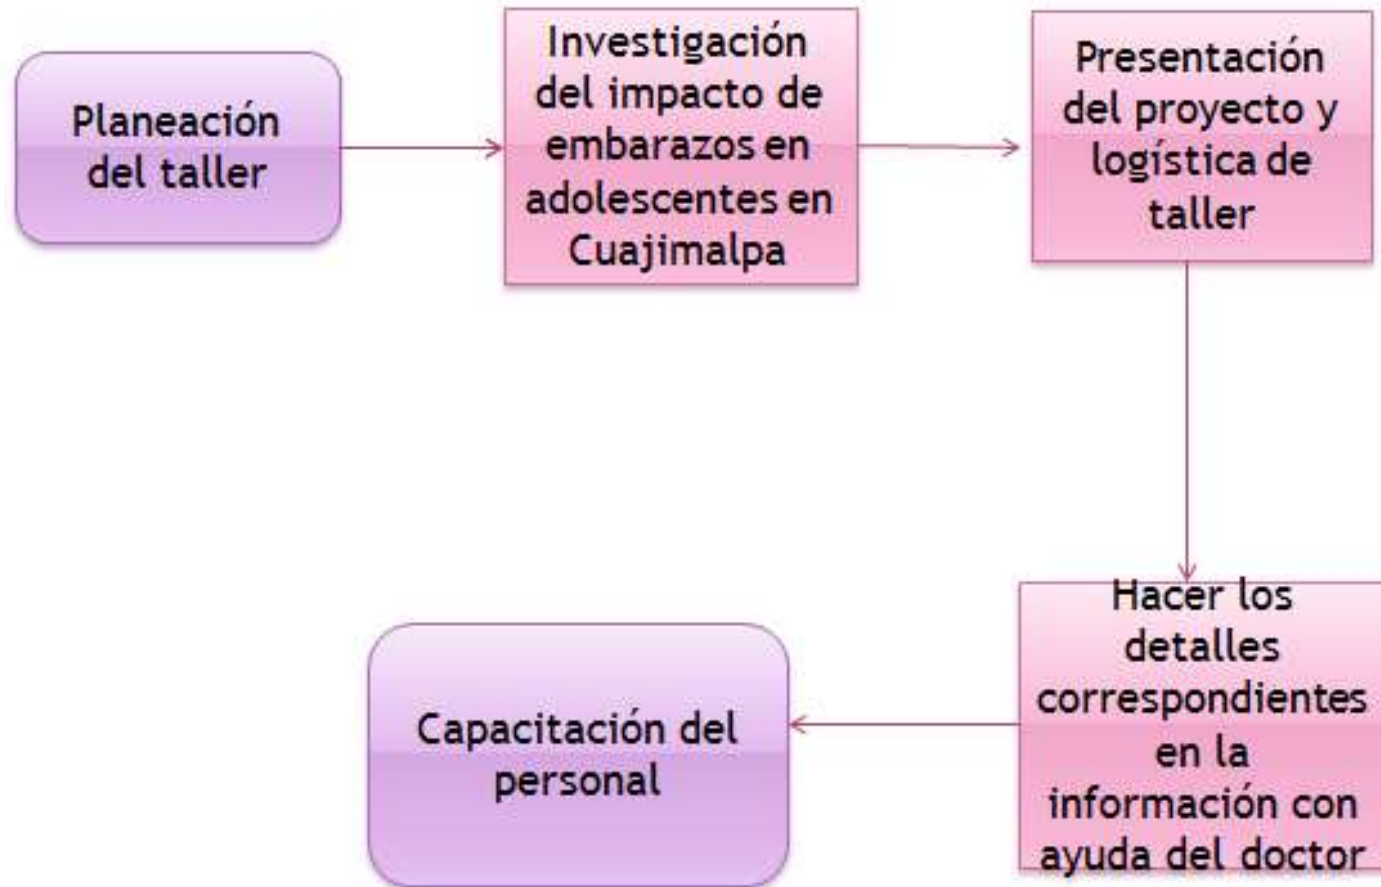 Planeación
del taller
Investigación
del impacto de
embarazos en
adolescentes en
Cuajimalpa
Presentación
del proyecto y
logística de
taller
Hacer los
detalles
correspondientes
en la
información con
ayuda del doctor
Capacitación del
personal